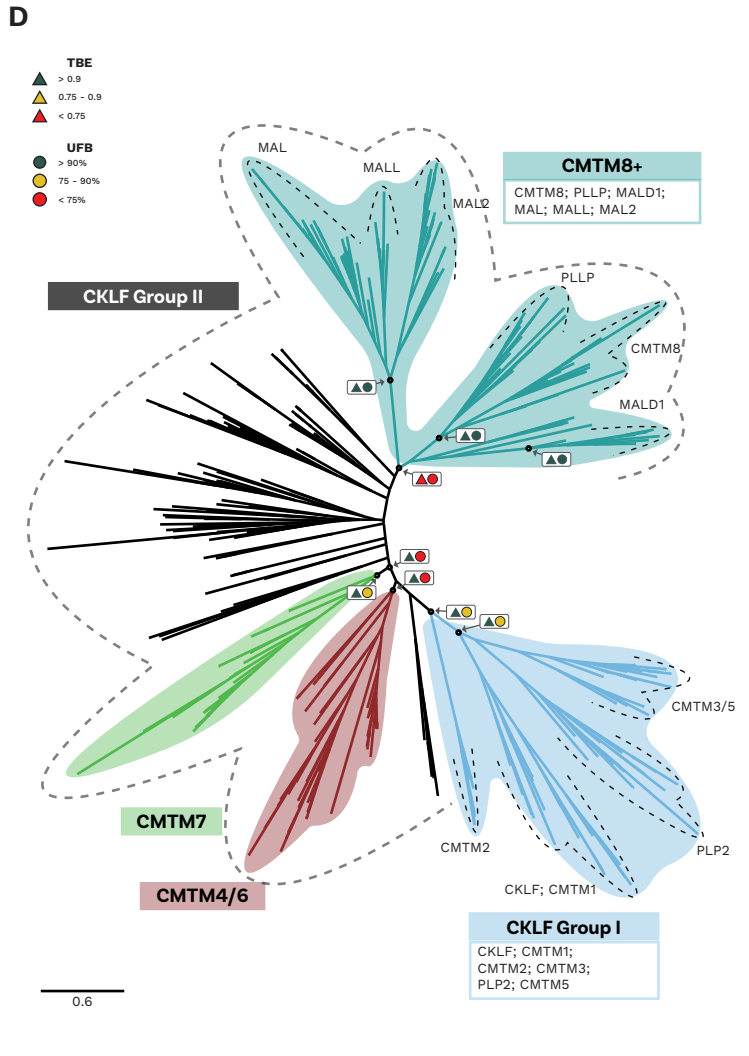 D
TBE
> 0.9
0.75 - 0.9
< 0.75
UFB
> 90%
75 - 90%
< 75%
MAL
MALL
MAL2
CMTM8+
CMTM8; PLLP; MALD1;
MAL; MALL; MAL2
CKLF Group II
PLLP
CMTM8
MALD1
CMTM3/5
CMTM7
CMTM2
PLP2
CMTM4/6
CKLF; CMTM1
CKLF Group I
CKLF; CMTM1;
CMTM2; CMTM3;
PLP2; CMTM5
0.6